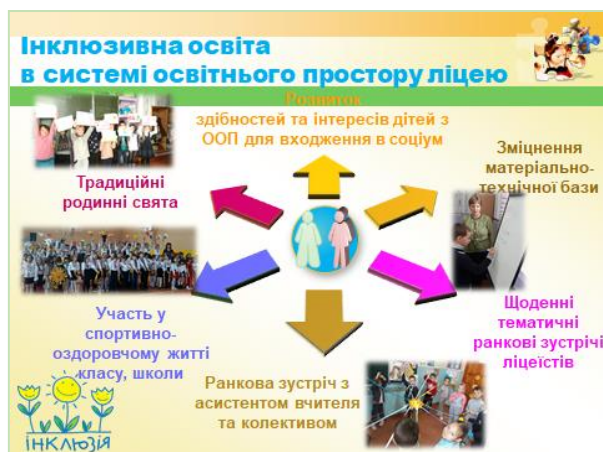 Інклюзивна освіта
в системі освітнього простору ліцею
Розвиток
здібностей та інтересів дітей з
ООП для входження в соціум
Зміцнення
матеріально-
технічної бази
Традиційні
родинні свята
Щоденні
тематичні
ранкові зустрічі
ліцеїстів
Участь у
спортивно-
оздоровчому житті
класу, школи
Ранкова зустріч з
асистентом вчителя
та колективом
ІНКЛЮЗІЯ